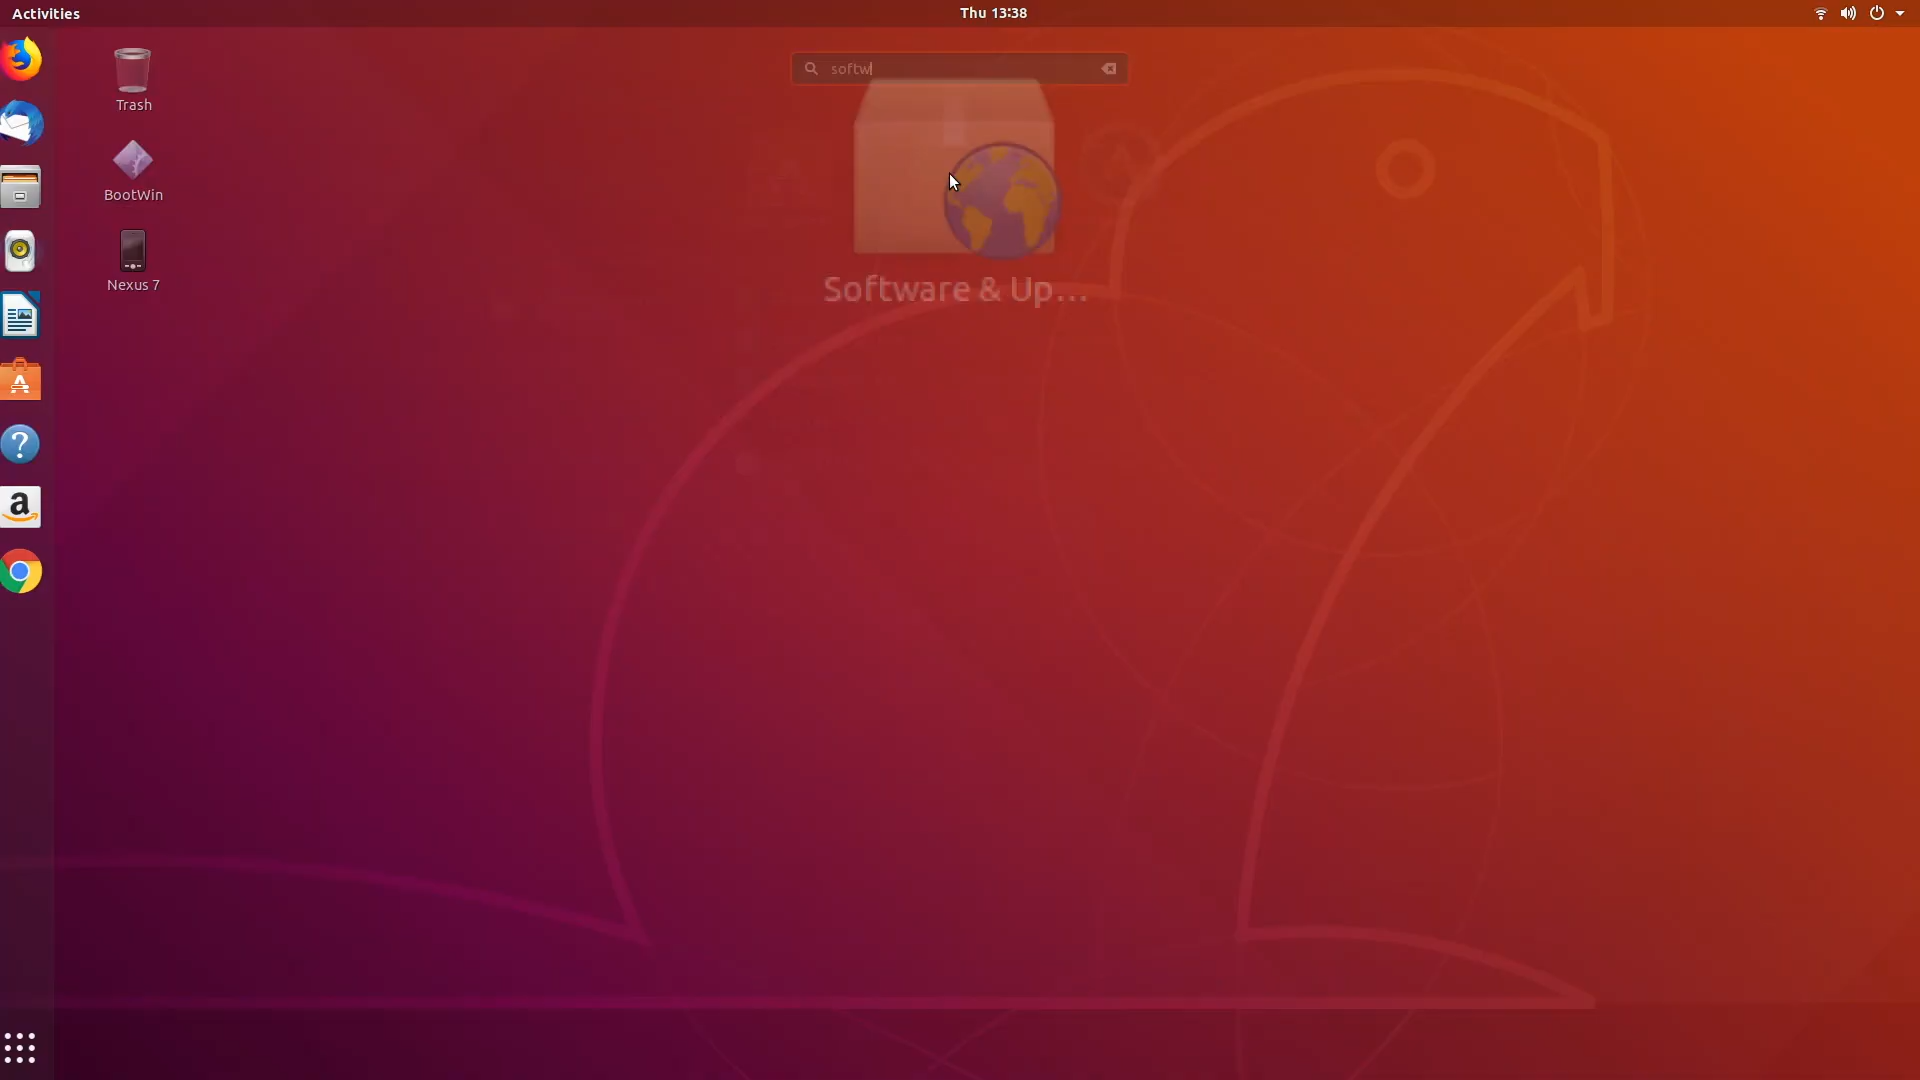 Activities
Thu 13:38
softw
Trash
BootWin
Nexus 7
Software & Up...